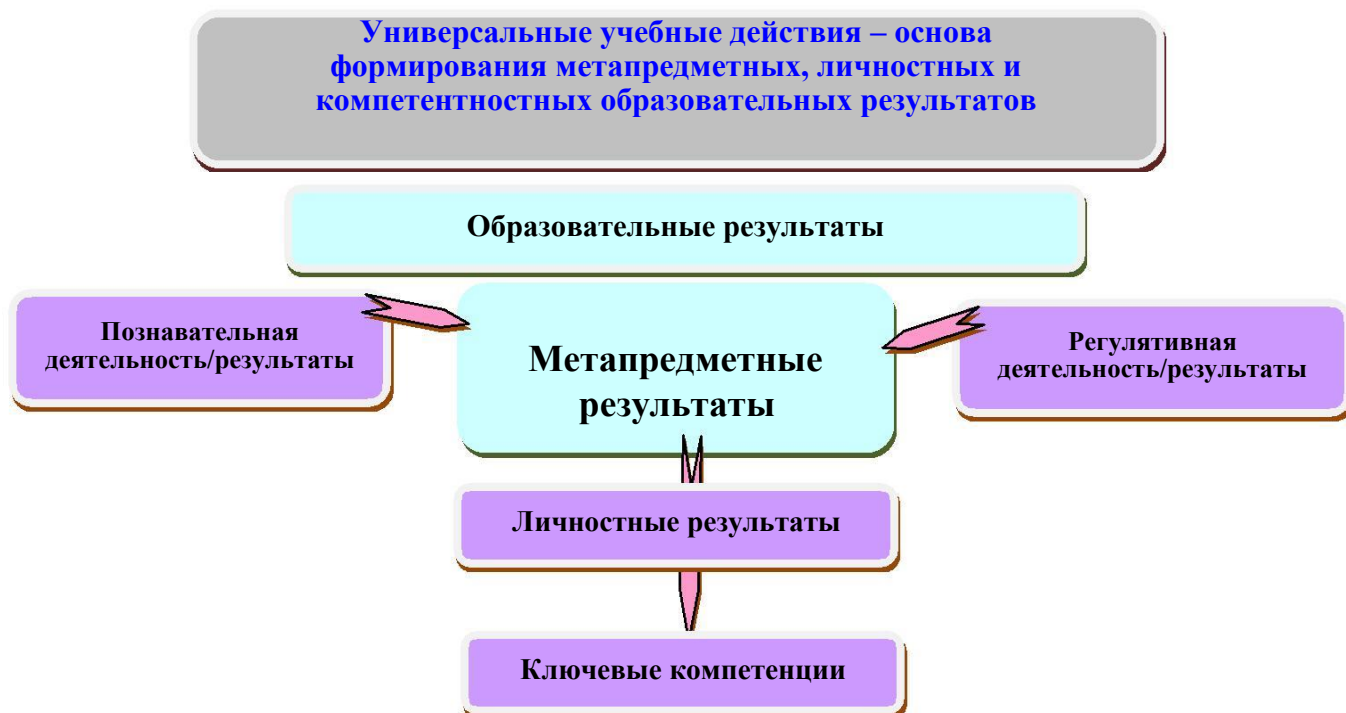 Универсальные учебные действия – основа
формирования метапредметных, личностных и
компетентностных образовательных результатов
Образовательные результаты
Познавательная
деятельность/результаты
Метапредметные
результаты
Регулятивная
деятельность/результаты
Личностные результаты
Ключевые компетенции